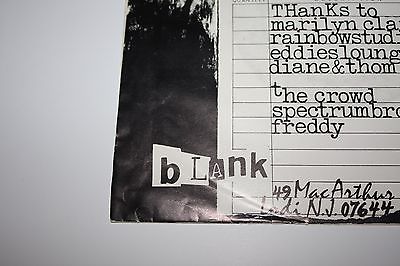 THanKs to
marilyn cla
rainbowstudi
eddieslounge
diane&thom
the crowd
spectrumbro
freddy
bLAnk
49 MacArthur
Lodi NJ 07644